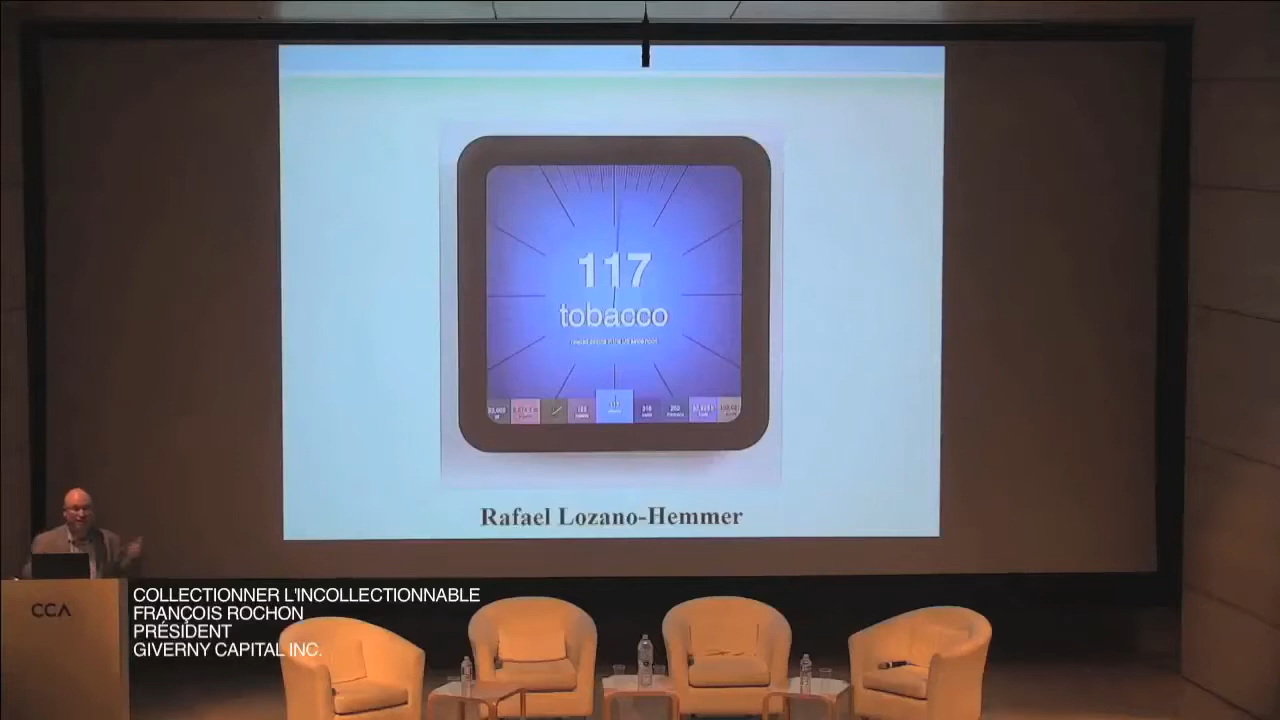 117
tobacco
Rafael Lozano-Hemmer
CCA
COLLECTIONNER L'INCOLLECTIONNABLE
FRANÇOIS ROCHON
PRÉSIDENT
GIVERNY CAPITAL INC.